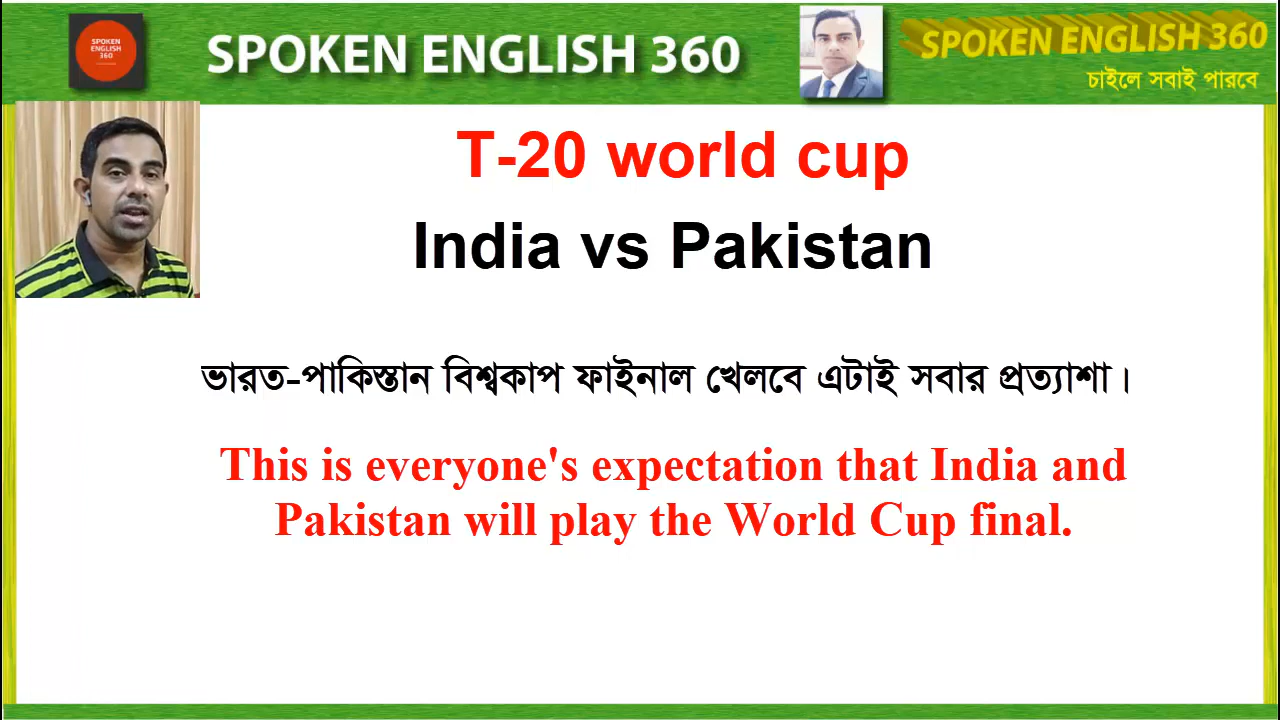 SPOKEN
ENGLISH
360
SPOKEN ENGLISH 360
SPOKEN ENGLISH 360
চাইলে সবাই পারবে
T-20 world cup
India vs Pakistan
ভারত-পাকিস্তান বিশ্বকাপ ফাইনাল খেলবে এটাই সবার প্রত্যাশা।
This is everyone's expectation that India and
Pakistan will play the World Cup final.